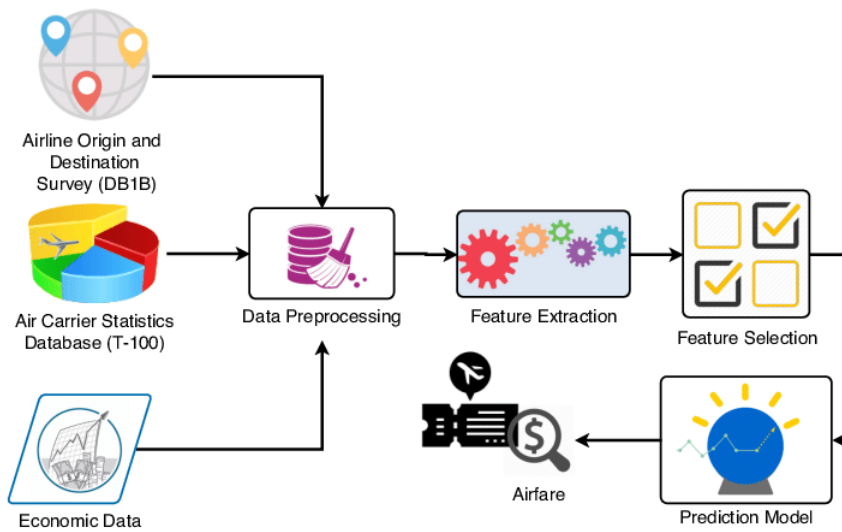 Airline Origin and
Destination
Survey (DB1B)
Air Carrier Statistics
Database (T-100)
Economic Data
Data Preprocessing
Feature Extraction
Feature Selection
Prediction Model
$
Airfare